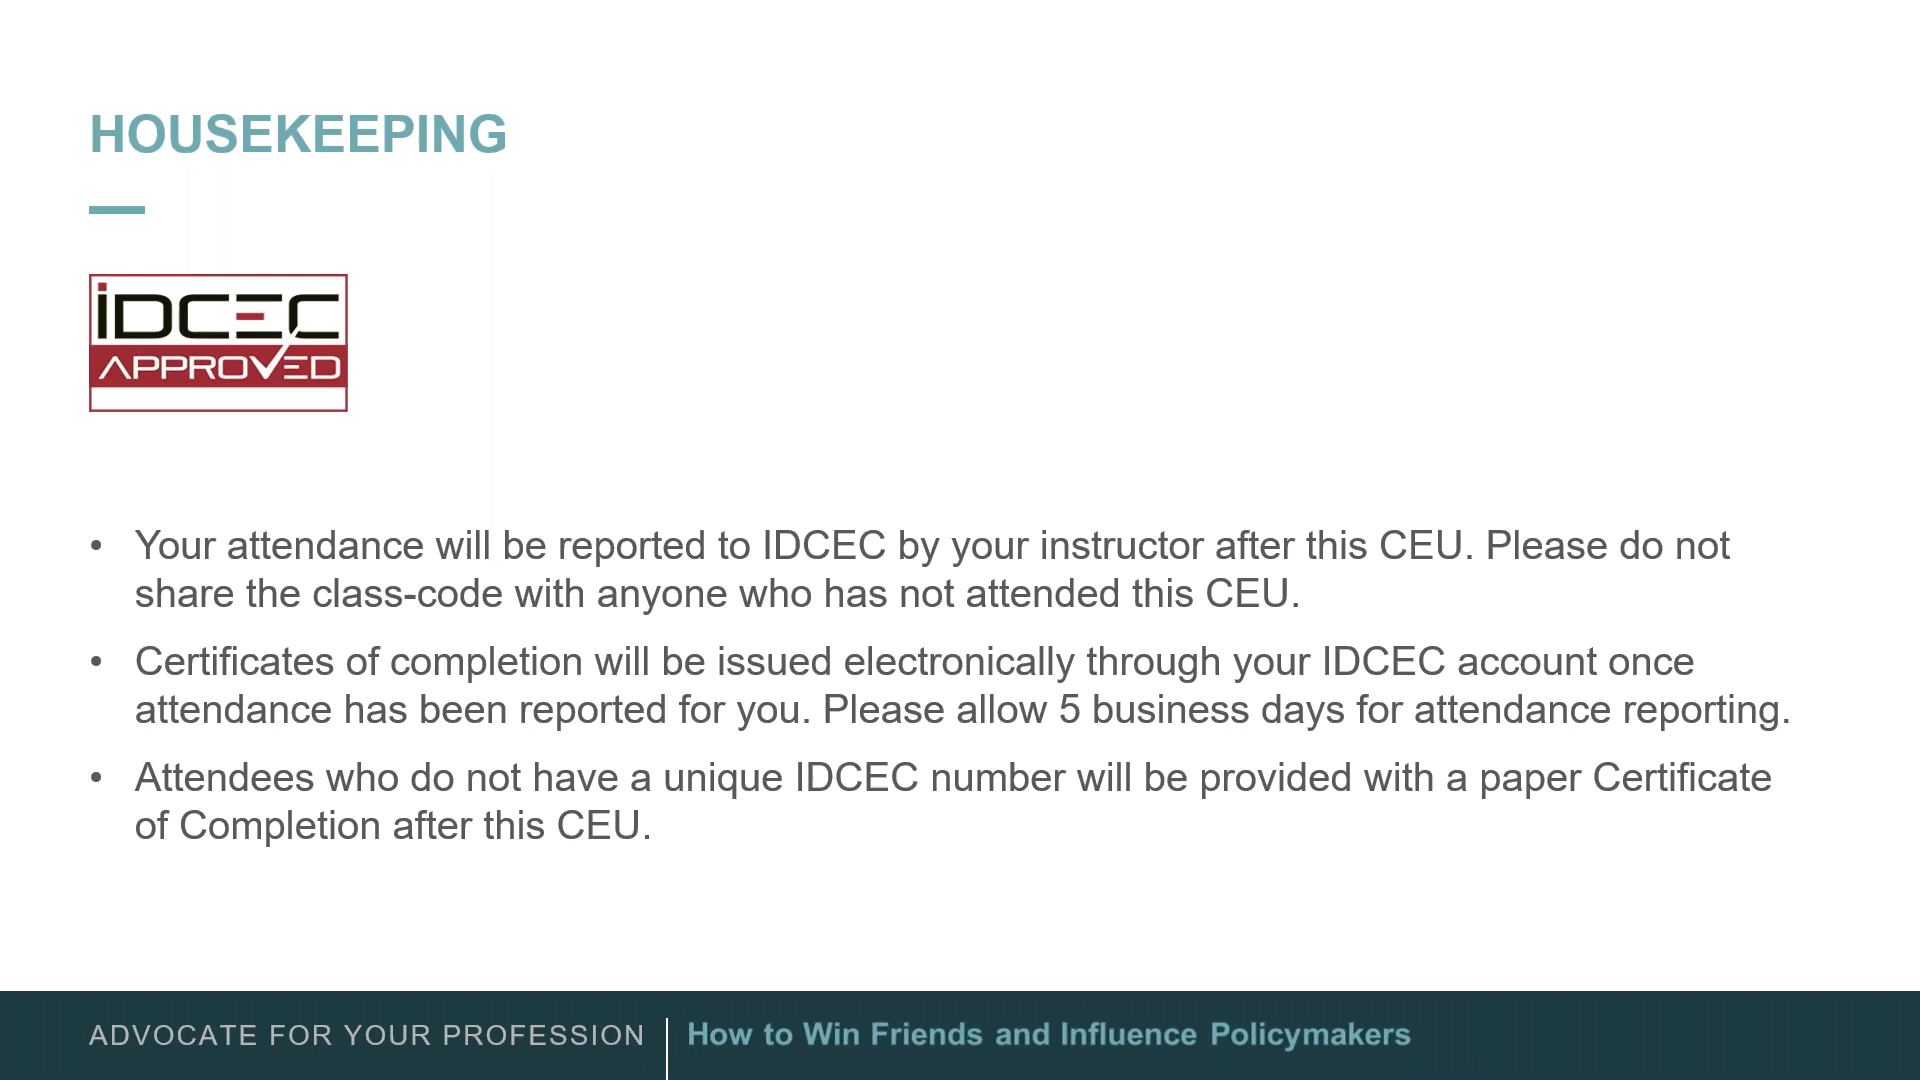 HOUSEKEEPING
iDCEC
APPROVED
• Your attendance will be reported to IDCEC by your instructor after this CEU. Please do not
share the class-code with anyone who has not attended this CEU.
• Certificates of completion will be issued electronically through your IDCEC account once
attendance has been reported for you. Please allow 5 business days for attendance reporting.
• Attendees who do not have a unique IDCEC number will be provided with a paper Certificate
of Completion after this CEU.
ADVOCATE FOR YOUR PROFESSION
How to Win Friends and Influence Policymakers